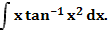 ∫ x tan⁻¹ x² dx.